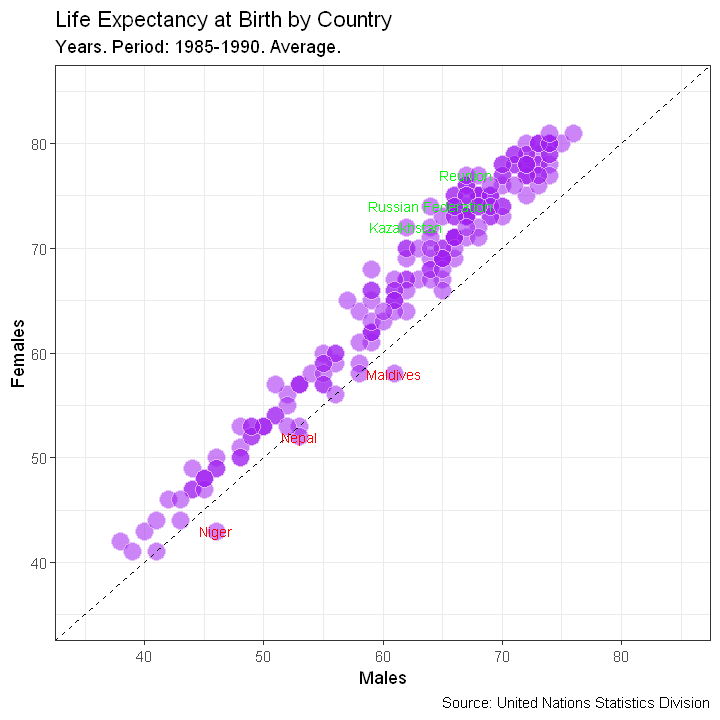 Life Expectancy at Birth by Country
Years. Period: 1985-1990. Average.
Females
80
70
60
50
40
Reunion
Russian Federation
Kazakhstan
Maldives
Nepal
Niger
40 50 60 70 80
Males
Source: United Nations Statistics Division